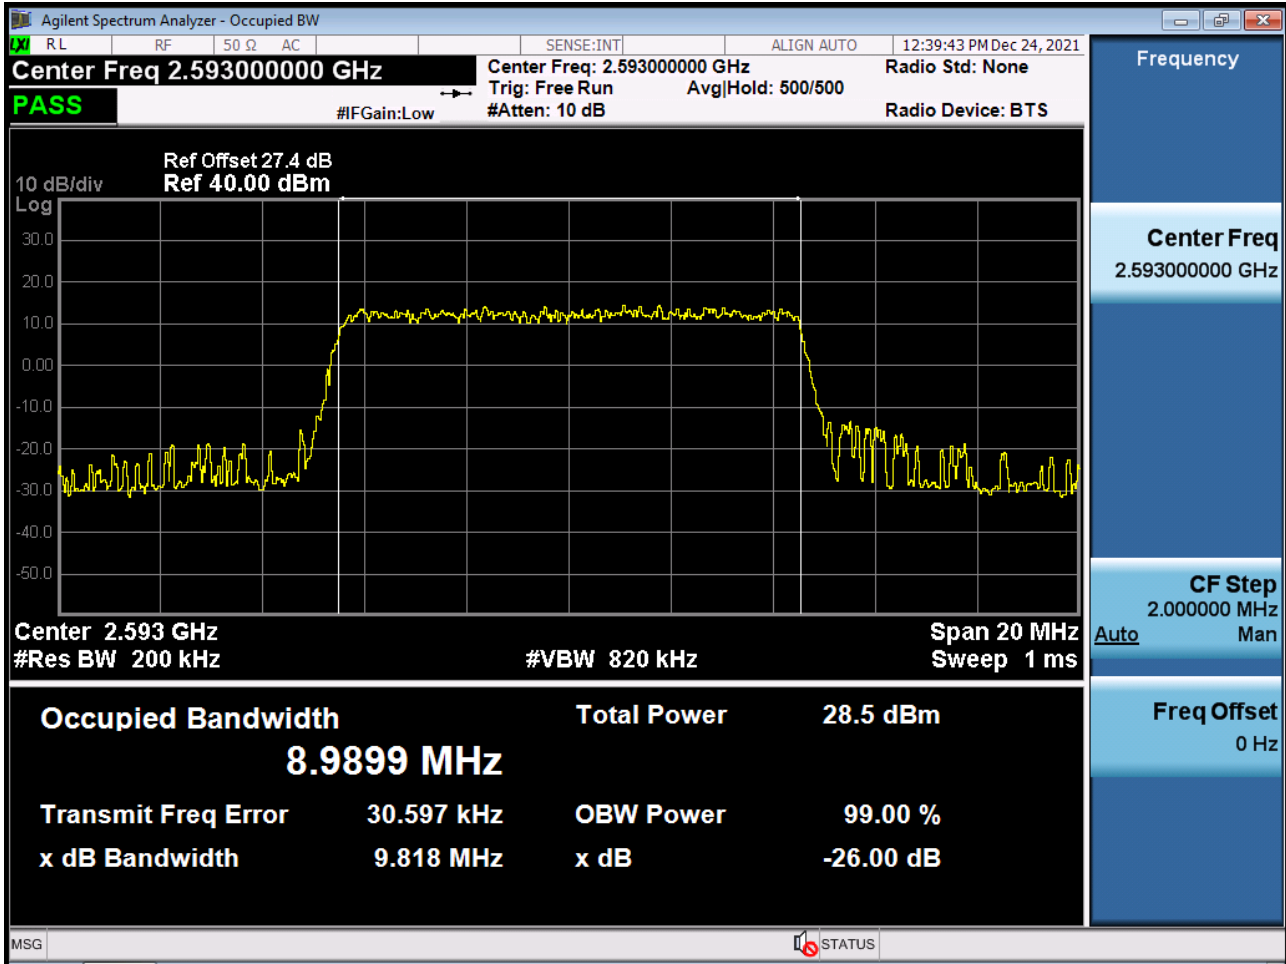 Agilent Spectrum Analyzer - Occupied BW
LXI RL RF 50 Ω AC SENSE:INT ALIGN AUTO 12:39:43 PM Dec 24, 2021
Center Freq 2.593000000 GHz
Center Freq: 2.593000000 GHz
Radio Std: None
Trig: Free Run Avg|Hold: 500/500
PASS
#IFGain:Low
#Atten: 10 dB
Radio Device: BTS
Frequency
Ref Offset 27.4 dB
10 dB/div Ref 40.00 dBm
Log
30.0
20.0
10.0
0.00
-10.0
-20.0
-30.0
-40.0
-50.0
Center 2.593 GHz Span 20 MHz
#Res BW 200 kHz #VBW 820 kHz Sweep 1 ms
Occupied Bandwidth Total Power 28.5 dBm
8.9899 MHz
Transmit Freq Error 30.597 kHz OBW Power 99.00 %
x dB Bandwidth 9.818 MHz x dB -26.00 dB
Center Freq
2.593000000 GHz
CF Step
2.000000 MHz
Auto Man
Freq Offset
0 Hz
MSG STATUS